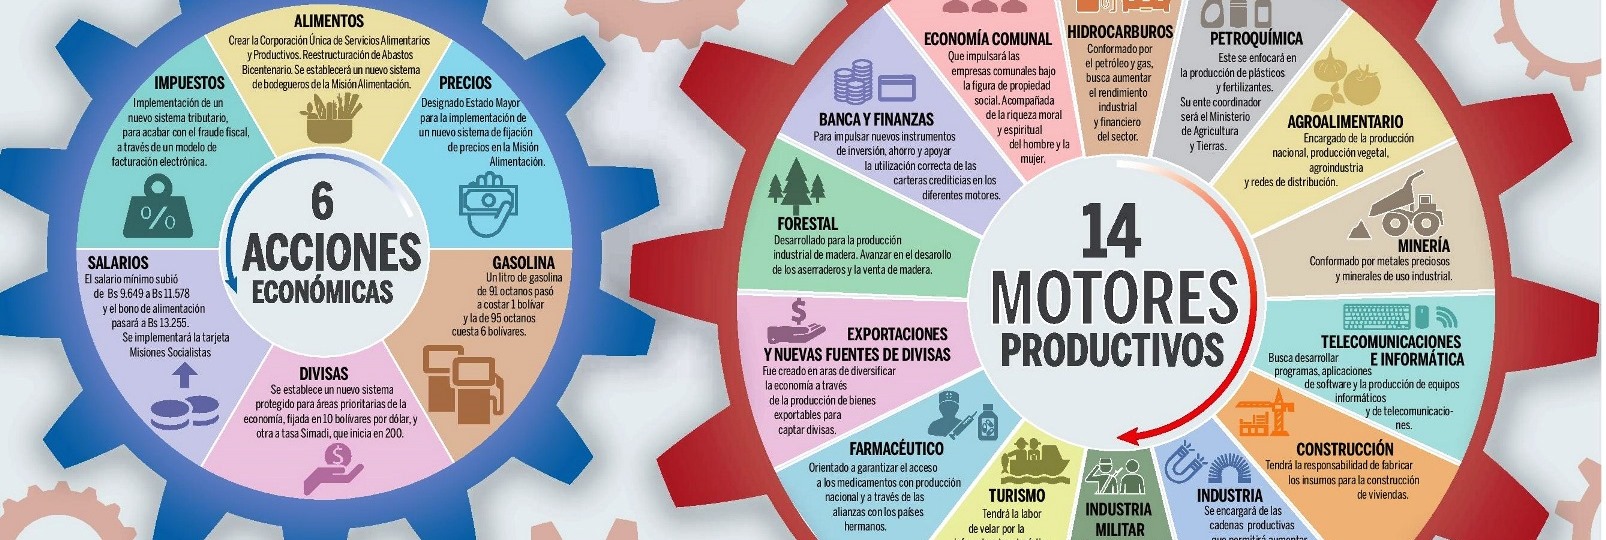 6
ACCIONES
ECONÓMICAS
ALIMENTOS
Crear la Corporación Única de Servicios Alimentarios
y Productivos. Reestructuración de Abastos
Bicentenario. Se establecerá un nuevo sistema
de bodegueros de la Misión Alimentación.
PRECIOS
Designado Estado Mayor
para la implementación de
un nuevo sistema de fijación
de precios en la Misión
Alimentación.
GASOLINA
Un litro de gasolina
de 91 octanos pasó
a costar 1 bolívar
y la de 95 octanos
cuesta 6 bolívares.
DIVISAS
Se establece un nuevo sistema
protegido para áreas prioritarias de la
economía, fijada en 10 bolívares por dólar, y
otra a tasa Simadi, que inicia en 200.
SALARIOS
El salario mínimo subió
de Bs 9.649 a Bs 11.578
y el bono de alimentación
pasará a Bs 13.255.
Se implementará la tarjeta
Misiones Socialistas
IMPUESTOS
Implementación de un
nuevo sistema tributario,
para acabar con el fraude fiscal,
a través de un modelo de
facturación electrónica.
%
14
MOTORES
PRODUCTIVOS
HIDROCARBUROS
Conformado por
el petróleo y gas,
busca aumentar
el rendimiento
industrial
y financiero
del sector.
PETROQUÍMICA
Este se enfocará en
la producción de plásticos
y fertilizantes.
Su ente coordinador
será el Ministerio
de Agricultura
y Tierras.
AGROALIMENTARIO
Encargado de la producción
nacional, producción vegetal,
agroindustria
y redes de distribución.
MINERÍA
Conformado por metales preciosos
y minerales de uso industrial.
TELECOMUNICACIONES
E INFORMÁTICA
Busca desarrollar
programas, aplicaciones
de software y la producción de equipos
informáticos
y de telecomunicacio-
nes.
CONSTRUCCIÓN
Tendrá la responsabilidad de fabricar
los insumos para la construcción
de viviendas.
INDUSTRIA
Se encargará de las
cadenas productivas
que permitirá aumentar
INDUSTRIA
MILITAR
TURISMO
Tendrá la labor
de velar por la
FARMACÉUTICO
Orientado a garantizar el acceso
a los medicamentos con producción
nacional y a través de las
alianzas con los países
hermanos.
$
EXPORTACIONES
Y NUEVAS FUENTES DE DIVISAS
Fue creado en aras de diversificar
la economía a través
de la producción de bienes
exportables para
captar divisas.
FORESTAL
Desarrollado para la producción
industrial de madera. Avanzar en el desarollo
de los aserraderos y la venta de madera.
BANCA Y FINANZAS
Para impulsar nuevos instrumentos
de inversión, ahorro y apoyar
la utilización correcta de las
carteras crediticias en los
diferentes motores.
ECONOMÍA COMUNAL
Que impulsará las
empresas comunales bajo
la figura de propiedad
social. Acompañada
de la riqueza moral
y espiritual
del hombre y la
mujer.